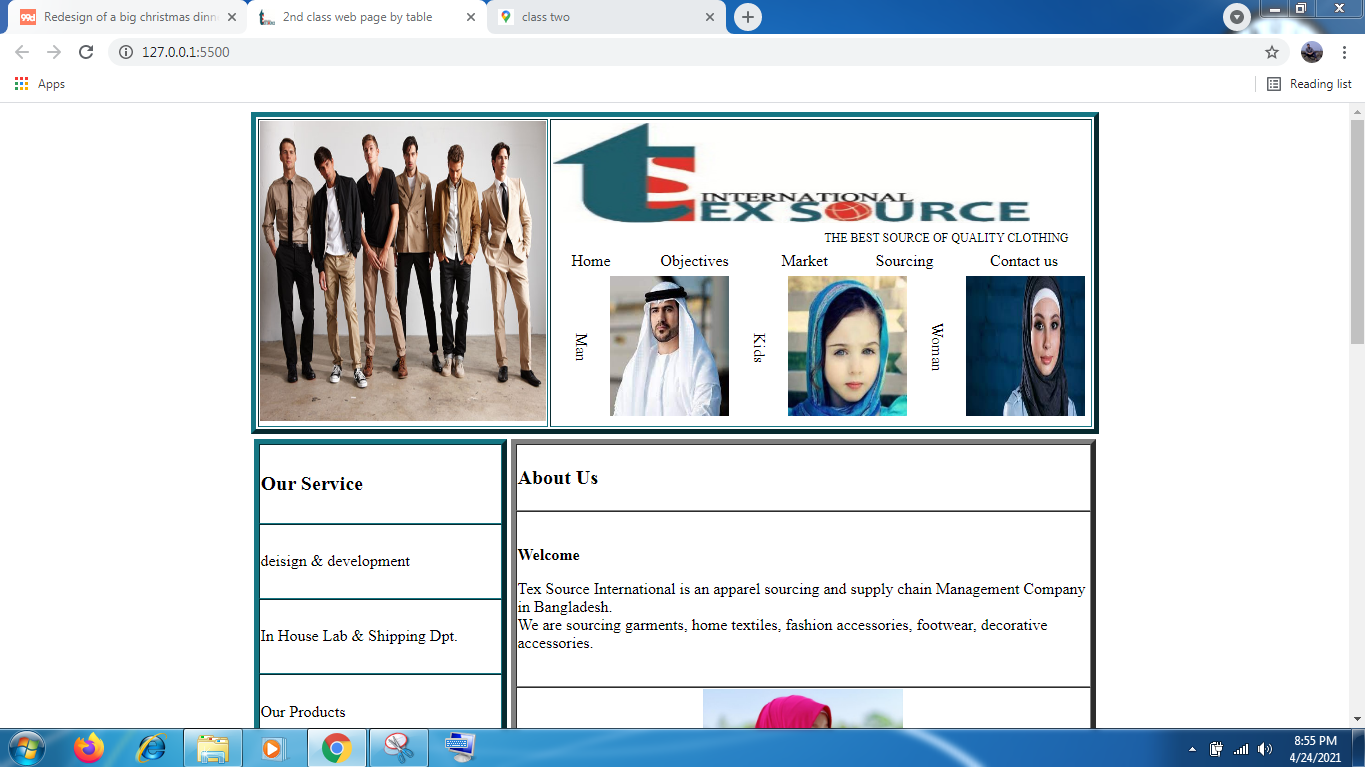 Redesign of a big christmas dinn
2nd class web page by table
class two
127.0.0.1:5500
Apps
Reading list
INTERNATIONAL
TEX SOURCE
THE BEST SOURCE OF QUALITY CLOTHING
Home Objectives Market Sourcing Contact us
Man
Kids
Woman
Our Service
deisign & development
In House Lab & Shipping Dpt.
Our Products
About Us
Welcome
Tex Source International is an apparel sourcing and supply chain Management Company
in Bangladesh.
We are sourcing garments, home textiles, fashion accessories, footwear, decorative
accessories.
8:55 PM
4/24/2021